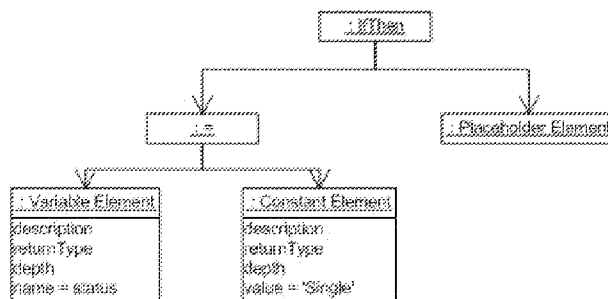 : IfThen
: =
: Placeholder Element
: Variable Element
description
returnType
depth
name = status
: Constant Element
description
returnType
depth
value = 'Single'